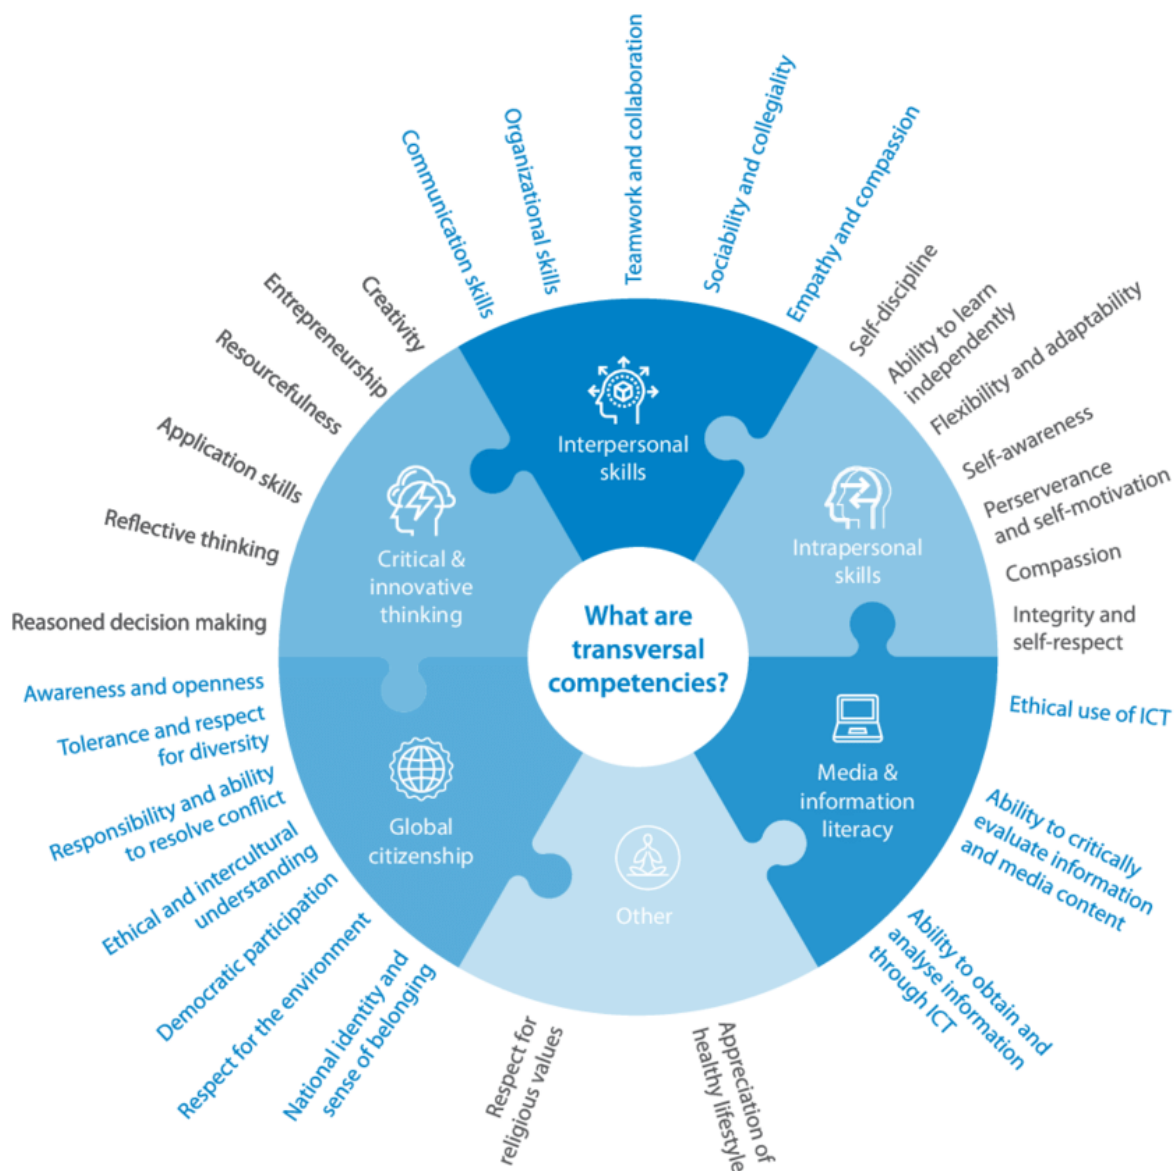 What are
transversal
competencies?
Interpersonal
skills
Communication skills
Organizational skills
Teamwork and collaboration
Sociability and collegiality
Empathy and compassion
Intrapersonal
skills
Self-discipline
Ability to learn
independently
Flexibility and adaptability
Self-awareness
Perserverance
and self-motivation
Compassion
Integrity and
self-respect
Media &
information
literacy
Ethical use of ICT
Ability to critically
evaluate information
and media content
Ability to obtain and
analyse information
through ICT
Other
Appreciation of
healthy lifestyle
Respect for
religious values
Global
citizenship
National identity and
sense of belonging
Respect for the environment
Democratic participation
Ethical and intercultural
understanding
Responsibility and ability
to resolve conflict
Tolerance and respect
for diversity
Awareness and openness
Critical &
innovative
thinking
Reasoned decision making
Reflective thinking
Application skills
Resourcefulness
Entrepreneurship
Creativity